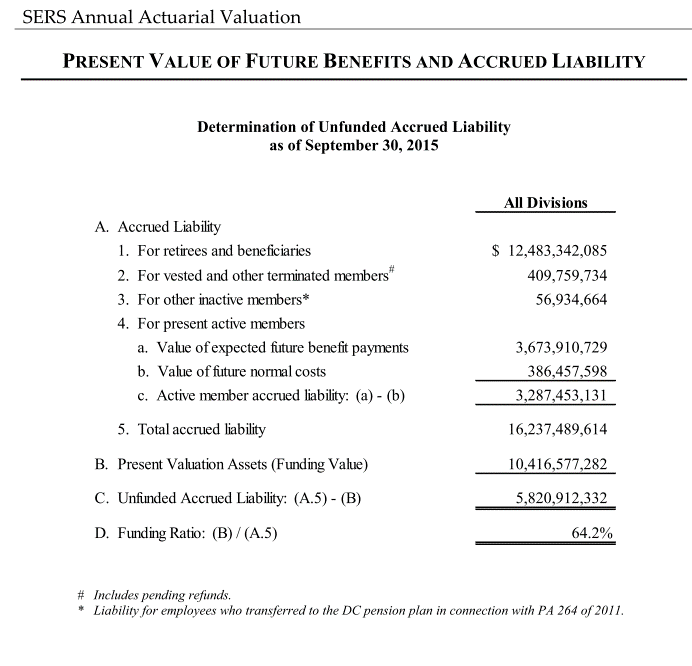 SERS Annual Actuarial Valuation
PRESENT VALUE OF FUTURE BENEFITS AND ACCRUED LIABILITY
Determination of Unfunded Accrued Liability
as of September 30, 2015
All Divisions
A. Accrued Liability
1. For retirees and beneficiaries $ 12,483,342,085
2. For vested and other terminated members# 409,759,734
3. For other inactive members* 56,934,664
4. For present active members
a. Value of expected future benefit payments 3,673,910,729
b. Value of future normal costs 386,457,598
c. Active member accrued liability: (a) - (b) 3,287,453,131
5. Total accrued liability 16,237,489,614
B. Present Valuation Assets (Funding Value) 10,416,577,282
C. Unfunded Accrued Liability: (A.5) - (B) 5,820,912,332
D. Funding Ratio: (B) / (A.5) 64.2%
# Includes pending refunds.
* Liability for employees who transferred to the DC pension plan in connection with PA 264 of 2011.